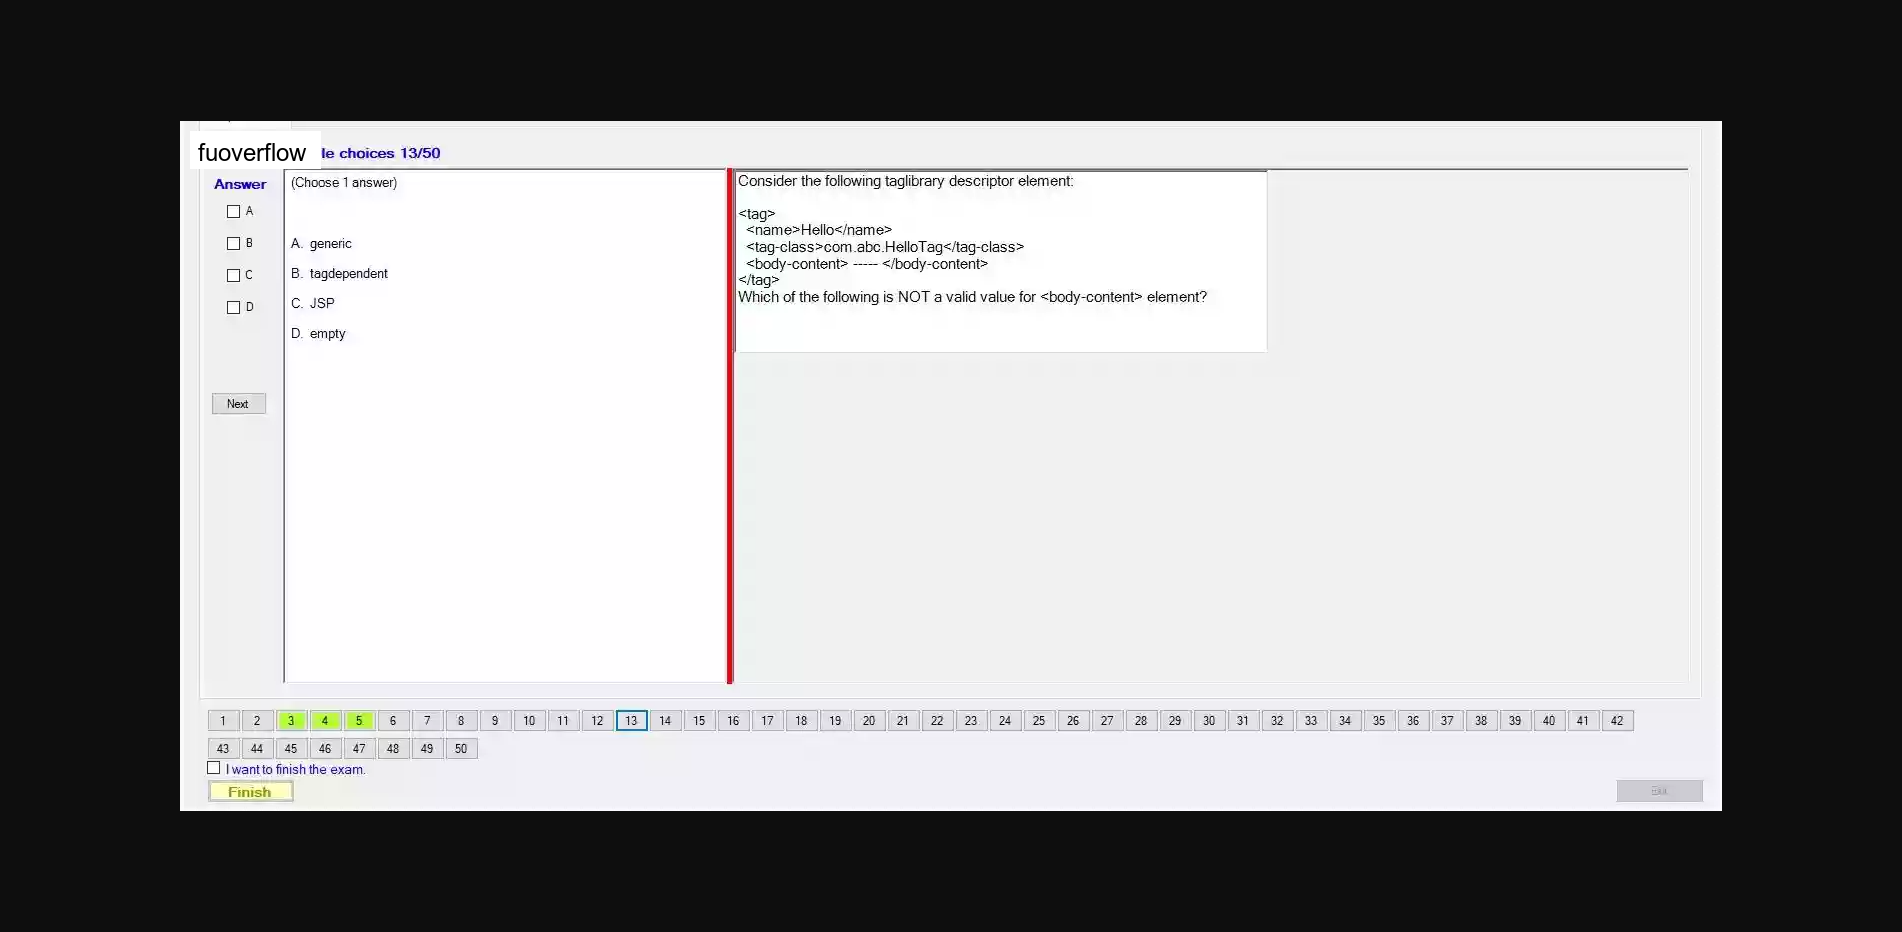 fuoverflow
le choices 13/50
Answer
A
B
C
D
Next
(Choose 1 answer)
A. generic
B. tagdependent
C. JSP
D. empty
Consider the following taglibrary descriptor element:
<tag>
<name>Hello</name>
<tag-class>com.abc.HelloTag</tag-class>
<body-content> ----- </body-content>
</tag>
Which of the following is NOT a valid value for <body-content> element?
1 2 3 4 5 6 7 8 9 10 11 12 13 14 15 16 17 18 19 20 21 22 23 24 25 26 27 28 29 30 31 32 33 34 35 36 37 38 39 40 41 42
43 44 45 46 47 48 49 50
I want to finish the exam.
Finish
Exit